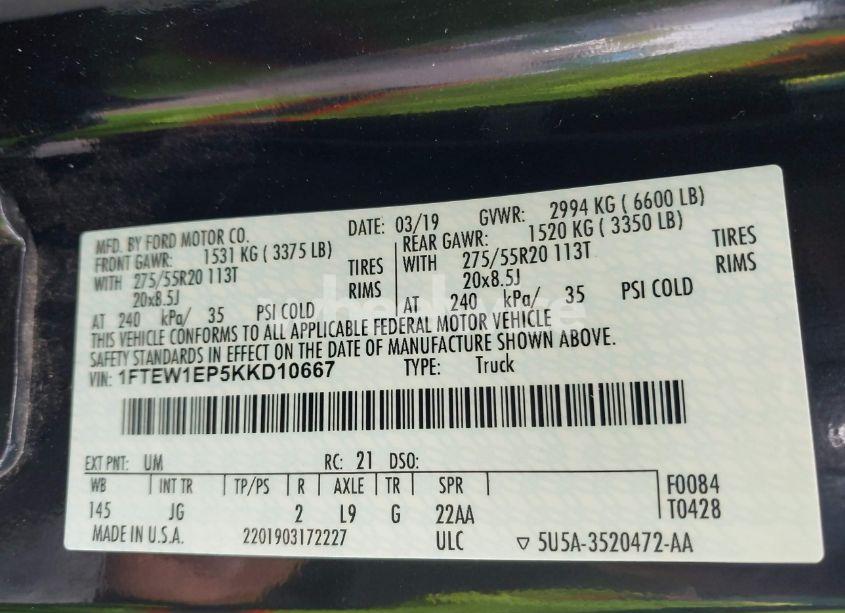 MFD. BY FORD MOTOR CO. DATE: 03/19 GVWR: 2994 KG ( 6600 LB)
FRONT GAWR: 1531 KG ( 3375 LB) REAR GAWR: 1520 KG ( 3350 LB)
WITH 275/55R20 113T TIRES WITH 275/55R20 113T TIRES
20x8.5J RIMS 20x8.5J RIMS
AT 240 kPa/ 35 PSI COLD AT 240 kPa/ 35 PSI COLD
THIS VEHICLE CONFORMS TO ALL APPLICABLE FEDERAL MOTOR VEHICLE
SAFETY STANDARDS IN EFFECT ON THE DATE OF MANUFACTURE SHOWN ABOVE.
VIN: 1FTEW1EP5KKD10667 TYPE: Truck
EXT PNT: UM RC: 21 DSO:
WB INT TR TP/PS R AXLE TR SPR F0084
145 JG 2 L9 G 22AA T0428
MADE IN U.S.A. 2201903172227 ULC ▽ 5U5A-3520472-AA